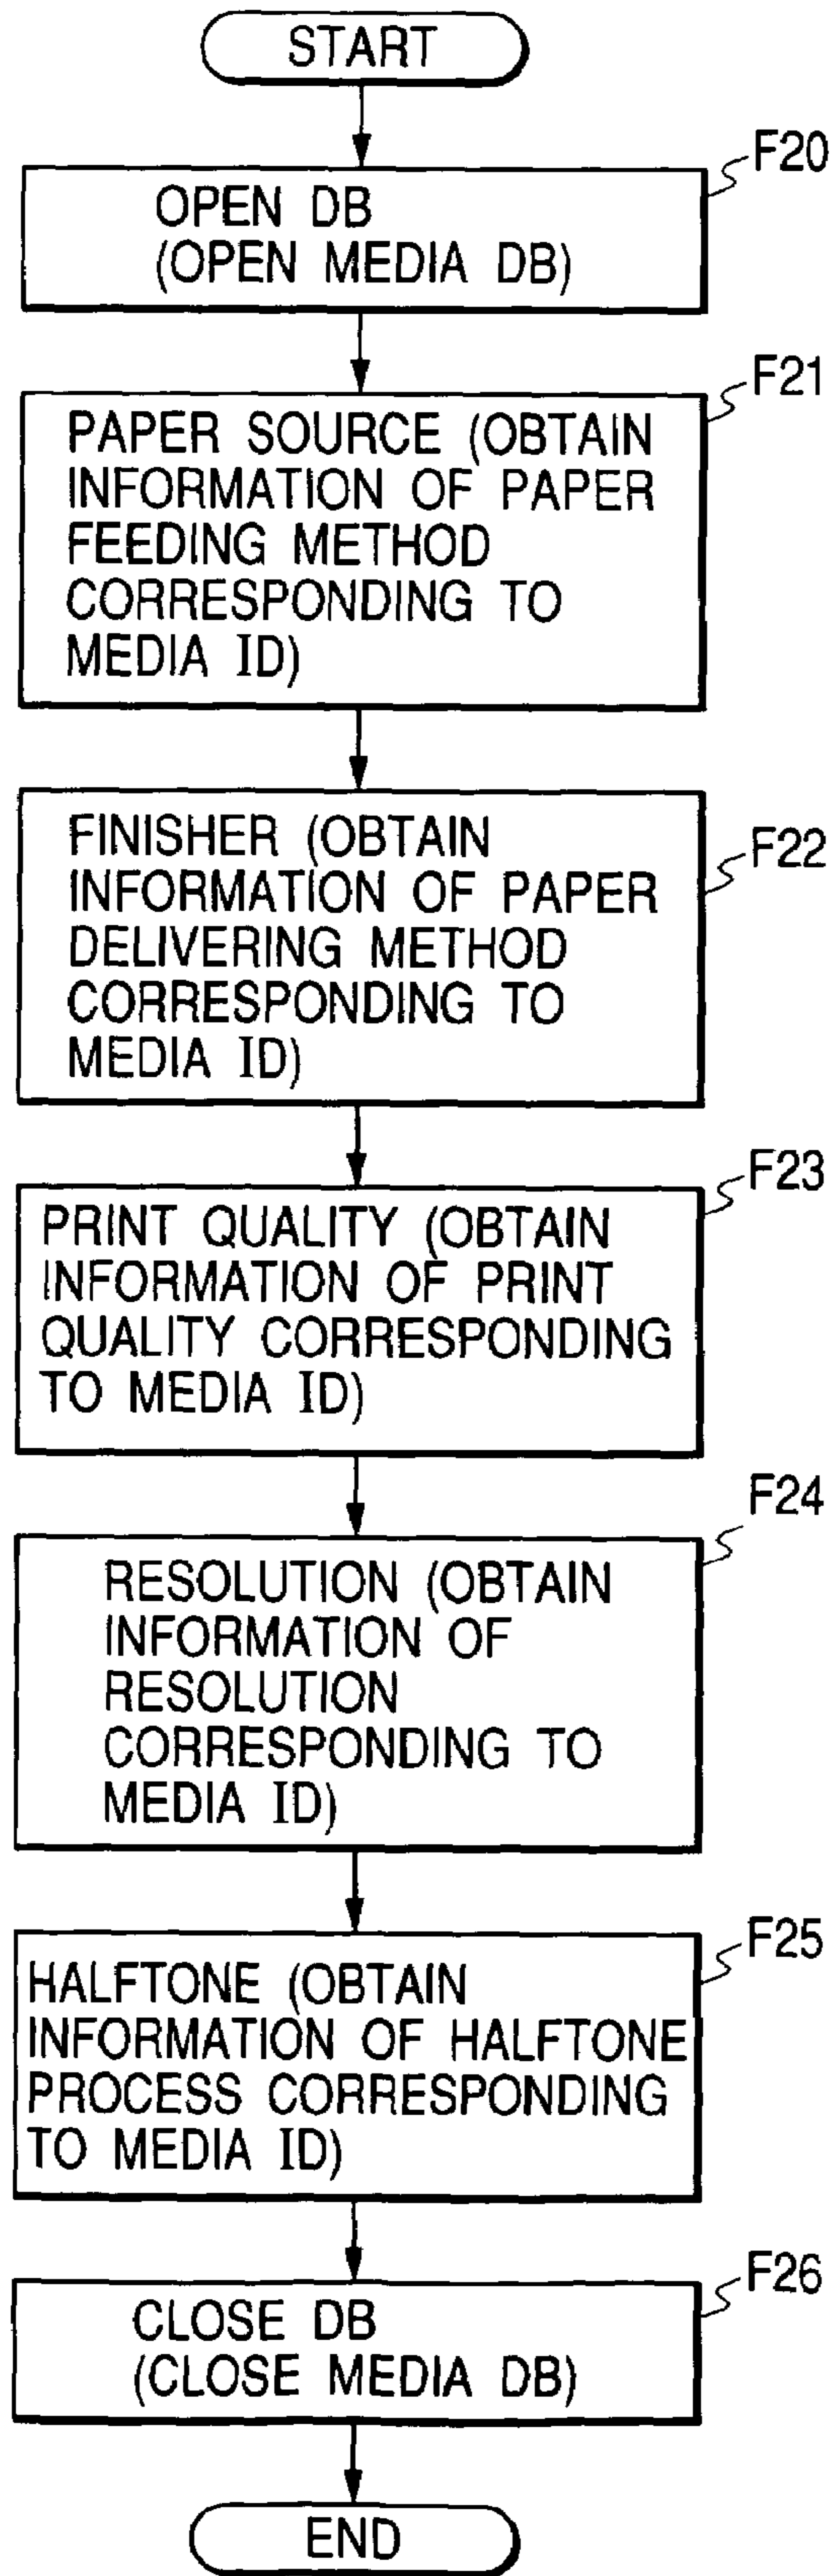 START
F20
OPEN DB
(OPEN MEDIA DB)
F21
PAPER SOURCE (OBTAIN
INFORMATION OF PAPER
FEEDING METHOD
CORRESPONDING TO
MEDIA ID)
F22
FINISHER (OBTAIN
INFORMATION OF PAPER
DELIVERING METHOD
CORRESPONDING TO
MEDIA ID)
F23
PRINT QUALITY (OBTAIN
INFORMATION OF PRINT
QUALITY CORRESPONDING
TO MEDIA ID)
F24
RESOLUTION (OBTAIN
INFORMATION OF
RESOLUTION
CORRESPONDING TO
MEDIA ID)
F25
HALFTONE (OBTAIN
INFORMATION OF HALFTONE
PROCESS CORRESPONDING
TO MEDIA ID)
F26
CLOSE DB
(CLOSE MEDIA DB)
END